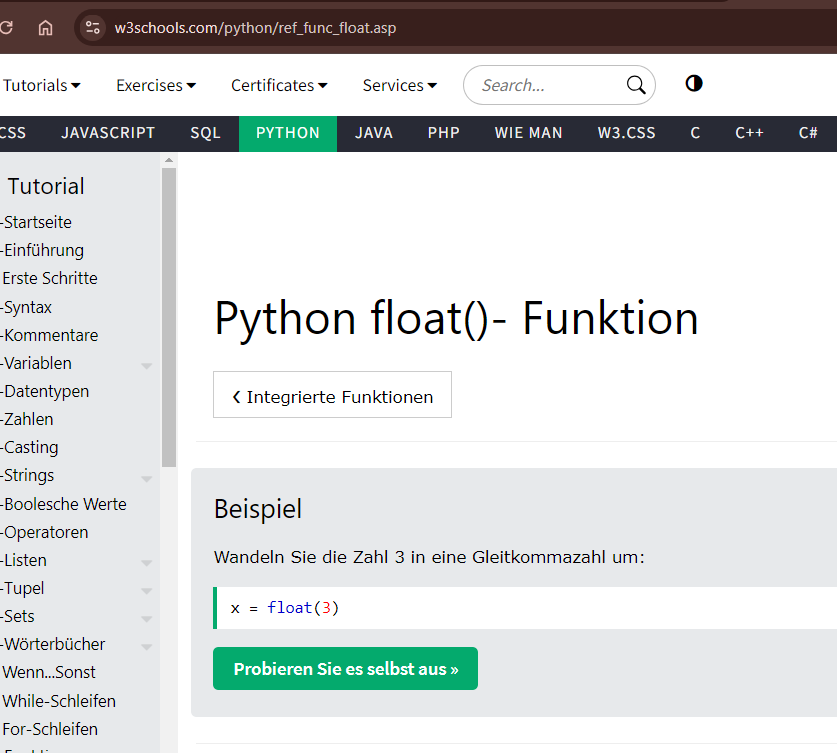 w3schools.com/python/ref_func_float.asp
Tutorials Exercises Certificates Services Search...
CSS JAVASCRIPT SQL PYTHON JAVA PHP WIE MAN W3.CSS C C++ C#
Tutorial
-Startseite
-Einführung
Erste Schritte
-Syntax
-Kommentare
-Variablen
-Datentypen
-Zahlen
-Casting
-Strings
-Boolesche Werte
-Operatoren
-Listen
-Tupel
-Sets
-Wörterbücher
Wenn...Sonst
While-Schleifen
For-Schleifen
Python float()- Funktion
❮ Integrierte Funktionen
Beispiel
Wandeln Sie die Zahl 3 in eine Gleitkommazahl um:
x = float(3)
Probieren Sie es selbst aus »